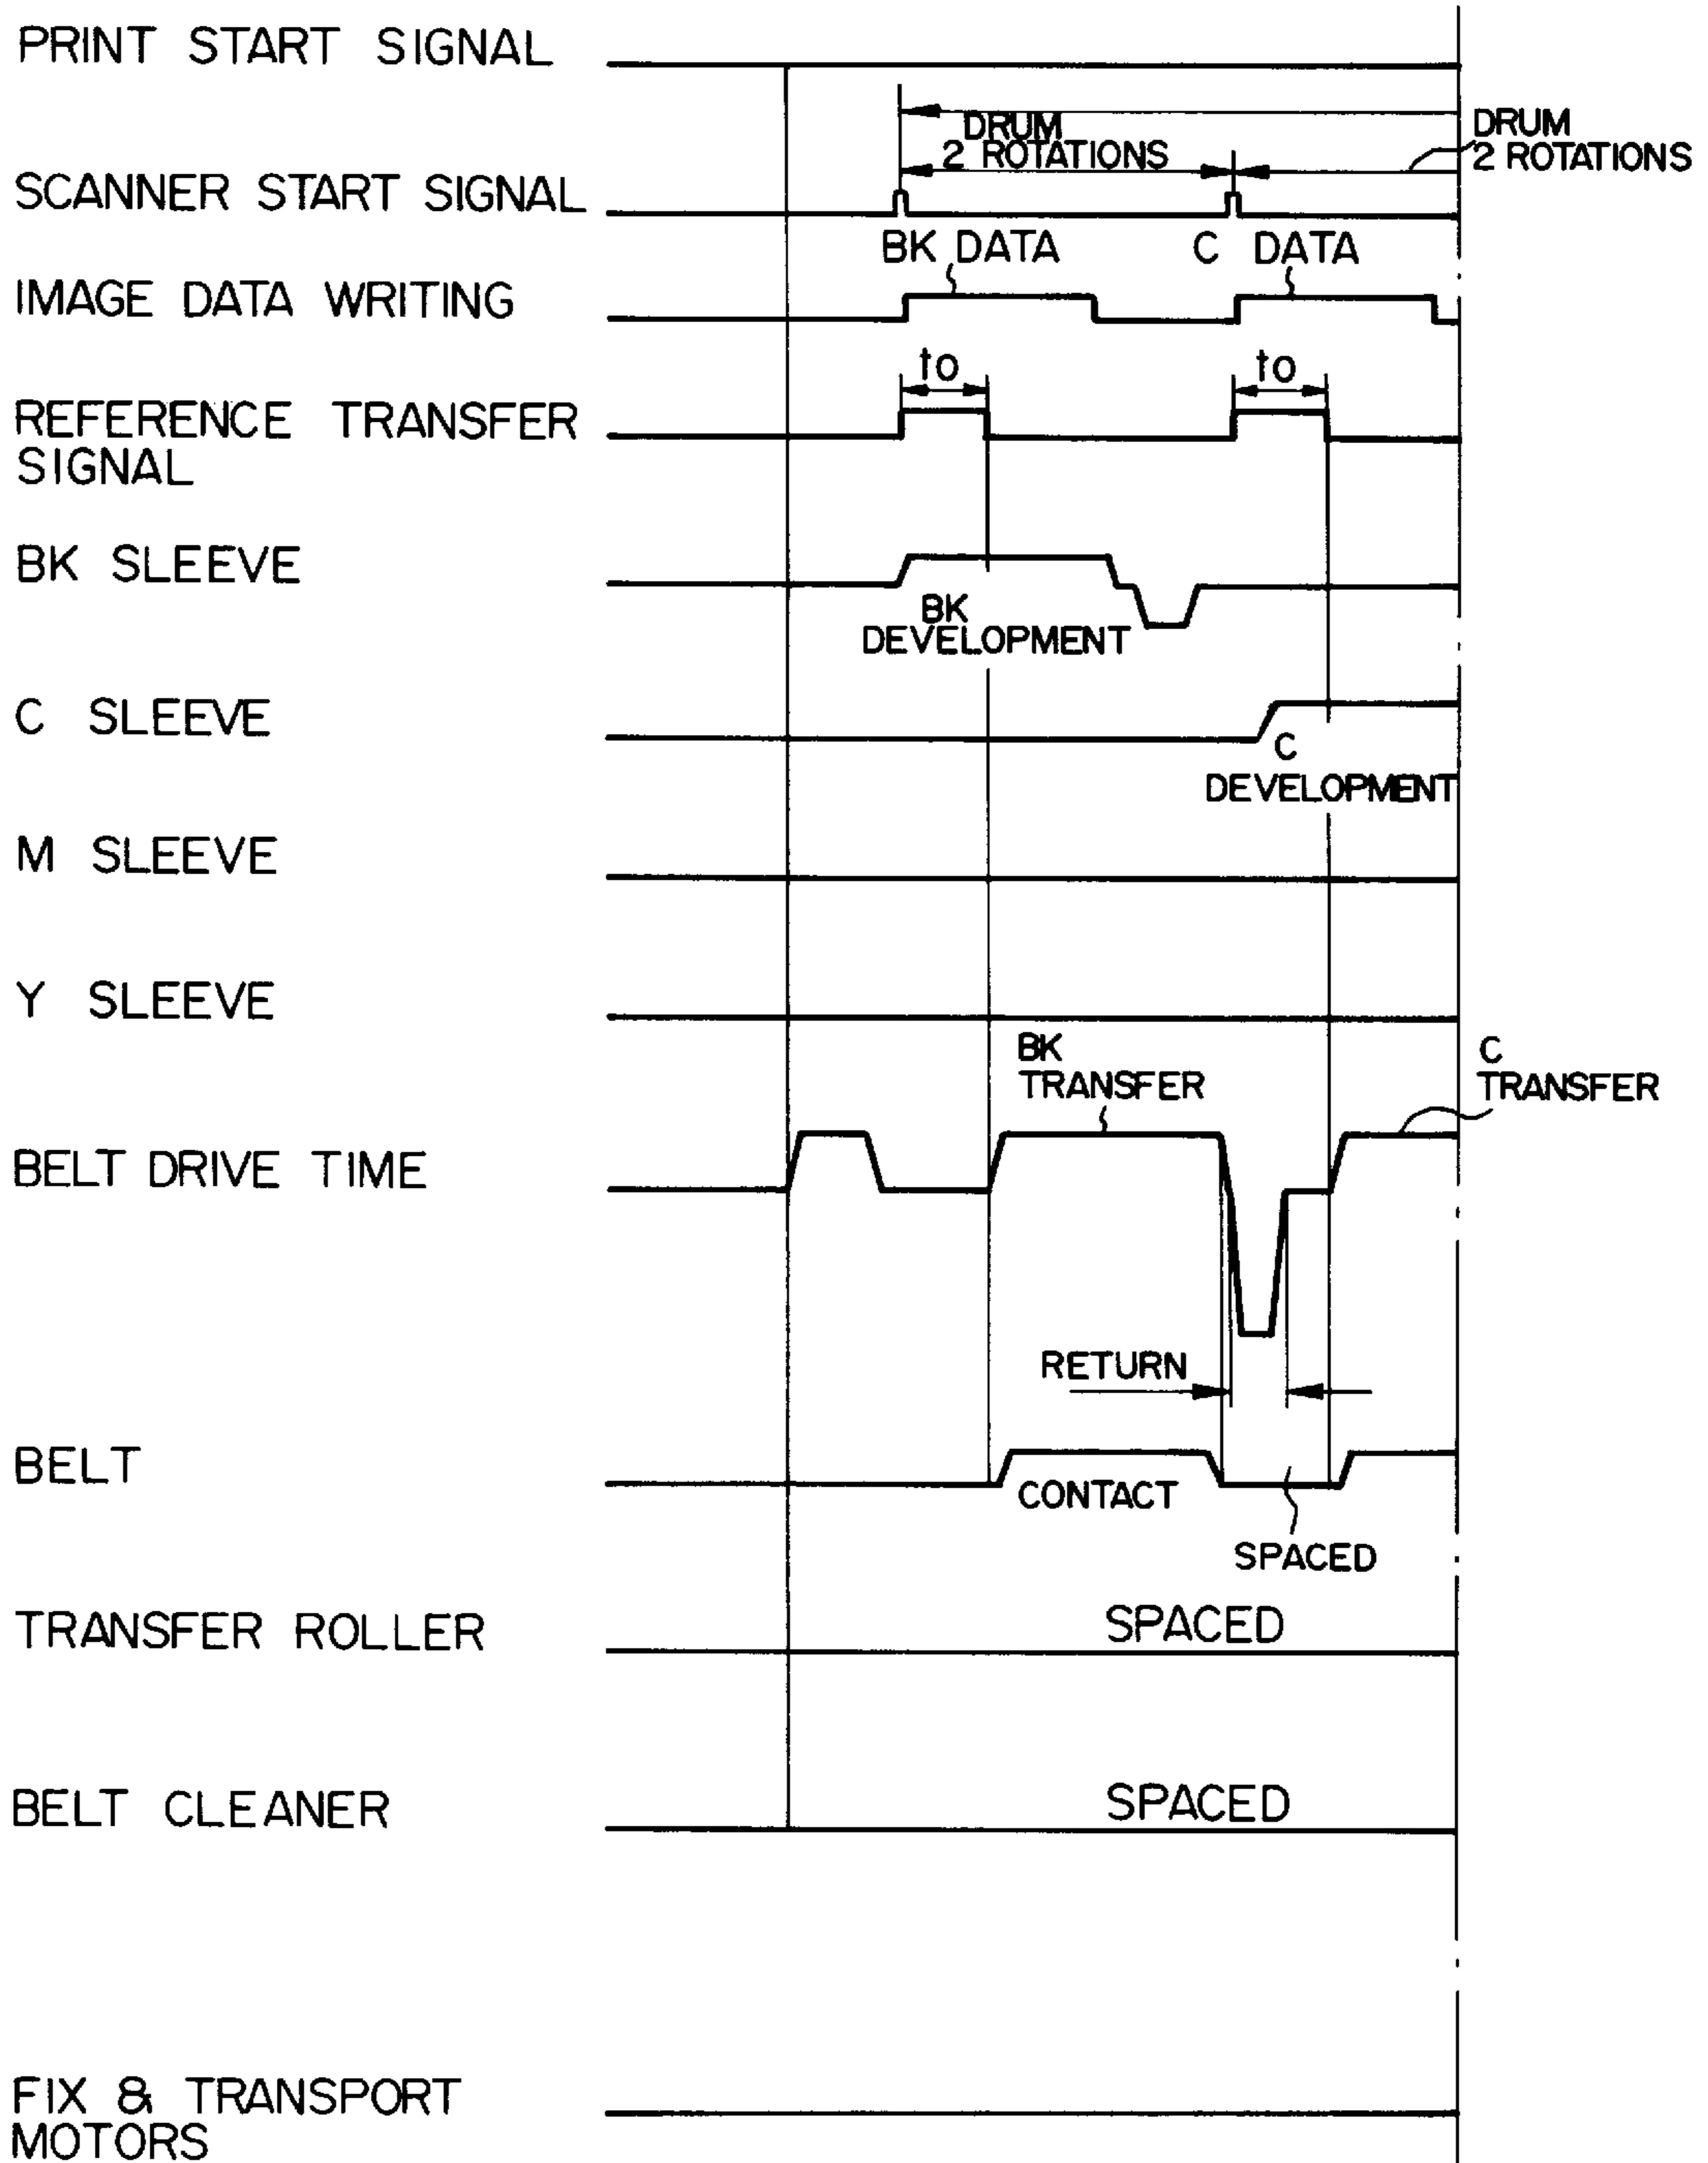 PRINT START SIGNAL
DRUM
2 ROTATIONS
DRUM
2 ROTATIONS
SCANNER START SIGNAL
BK DATA
C DATA
IMAGE DATA WRITING
to
to
REFERENCE TRANSFER
SIGNAL
BK SLEEVE
BK
DEVELOPMENT
C SLEEVE
C
DEVELOPMENT
M SLEEVE
Y SLEEVE
BK
TRANSFER
C
TRANSFER
BELT DRIVE TIME
RETURN
BELT
CONTACT
SPACED
TRANSFER ROLLER
SPACED
BELT CLEANER
SPACED
FIX & TRANSPORT
MOTORS